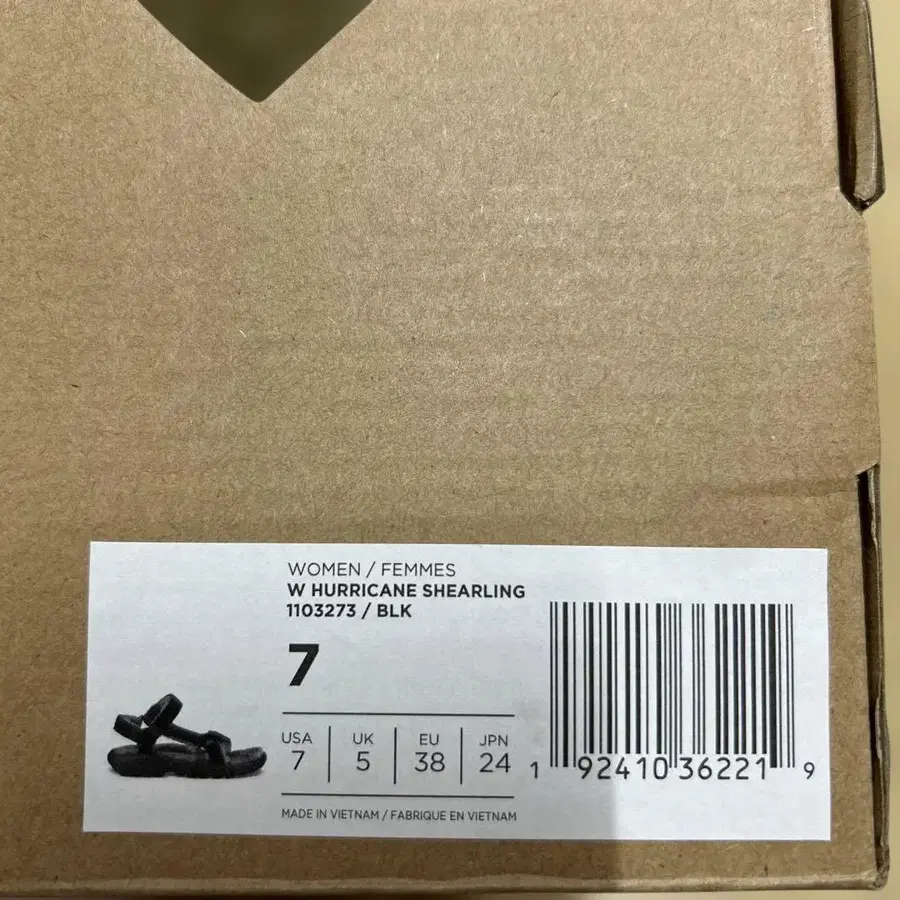 WOMEN / FEMMES
W HURRICANE SHEARLING
1103273 / BLK
7
USA UK EU JPN
7 5 38 24
MADE IN VIETNAM / FABRIQUE EN VIETNAM
1 92410 36221 9